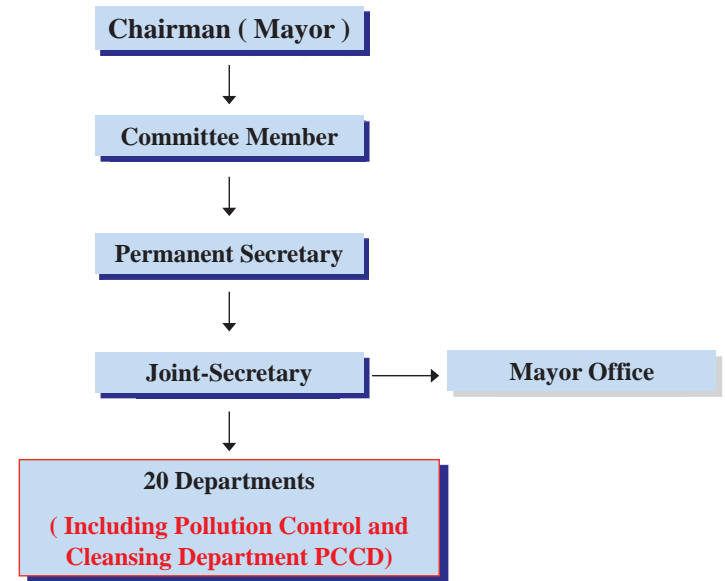 Chairman ( Mayor )
Committee Member
Permanent Secretary
Joint-Secretary
Mayor Office
20 Departments
( Including Pollution Control and
Cleansing Department PCCD)